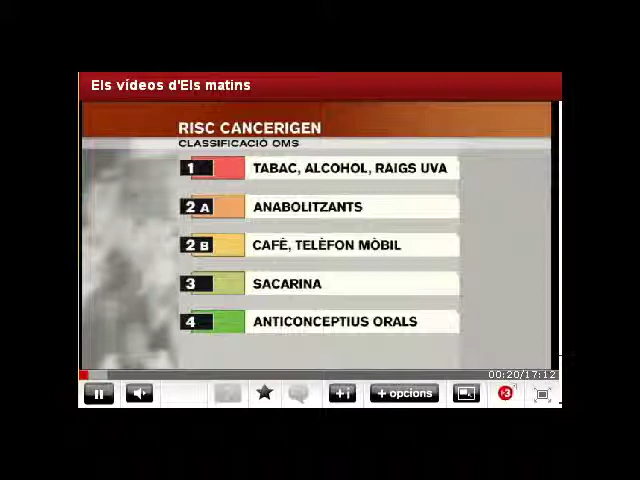 Els vídeos d'Els matins
RISC CANCERIGEN
CLASSIFICACIÓ OMS
1 TABAC, ALCOHOL, RAIGS UVA
2 A ANABOLITZANTS
2 B CAFÈ, TELÈFON MÒBIL
3 SACARINA
4 ANTICONCEPTIUS ORALS
00:20/17:12
+i + opcions 3